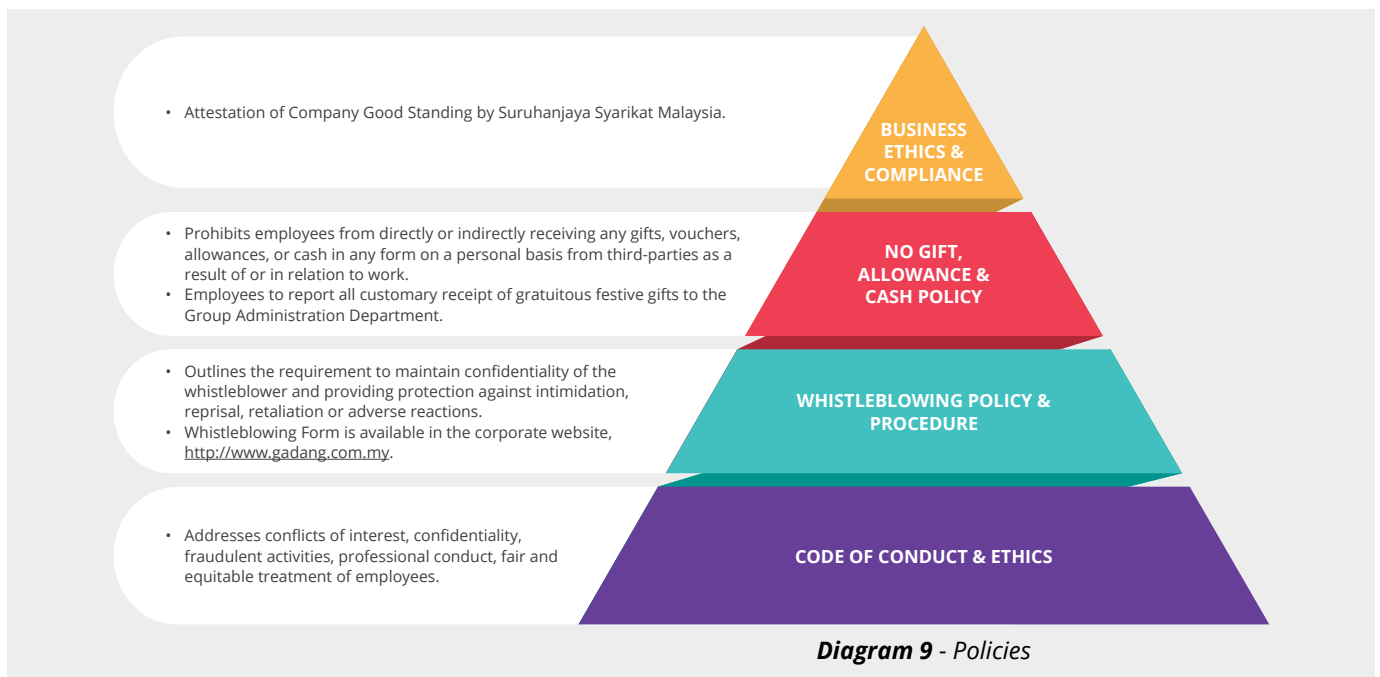 • Attestation of Company Good Standing by Suruhanjaya Syarikat Malaysia.
BUSINESS
ETHICS &
COMPLIANCE
• Prohibits employees from directly or indirectly receiving any gifts, vouchers,
allowances, or cash in any form on a personal basis from third-parties as a
result of or in relation to work.
• Employees to report all customary receipt of gratuitous festive gifts to the
Group Administration Department.
NO GIFT,
ALLOWANCE &
CASH POLICY
• Outlines the requirement to maintain confidentiality of the
whistleblower and providing protection against intimidation,
reprisal, retaliation or adverse reactions.
• Whistleblowing Form is available in the corporate website,
http://www.gadang.com.my.
WHISTLEBLOWING POLICY &
PROCEDURE
• Addresses conflicts of interest, confidentiality,
fraudulent activities, professional conduct, fair and
equitable treatment of employees.
CODE OF CONDUCT & ETHICS
Diagram 9 - Policies